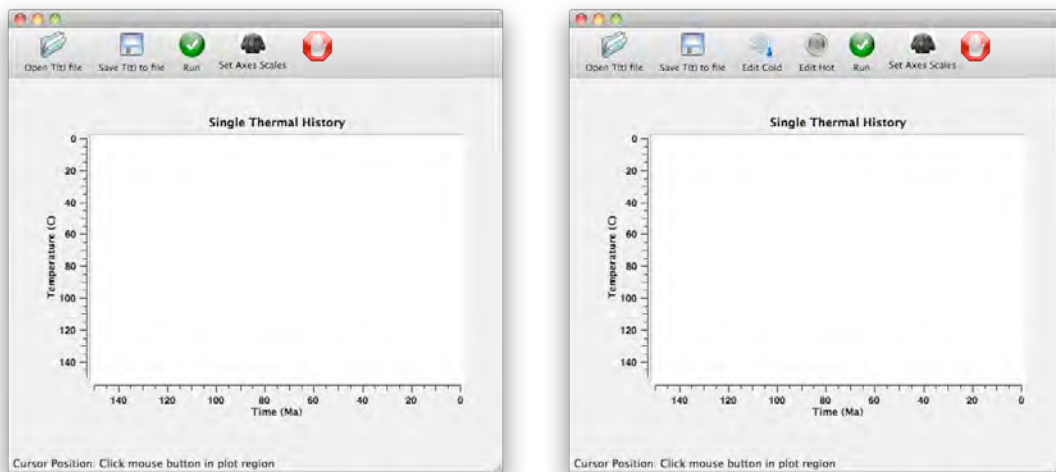 Open T(t) file Save T(t) to file Run Set Axes Scales
Single Thermal History
0
20
40
60
80
100
120
140
Temperature (C)
140 120 100 80 60 40 20 0
Time (Ma)
Cursor Position: Click mouse button in plot region
Open T(t) file Save T(t) to file Edit Cold Edit Hot Run Set Axes Scales
Single Thermal History
0
20
40
60
80
100
120
140
Temperature (C)
140 120 100 80 60 40 20 0
Time (Ma)
Cursor Position: Click mouse button in plot region